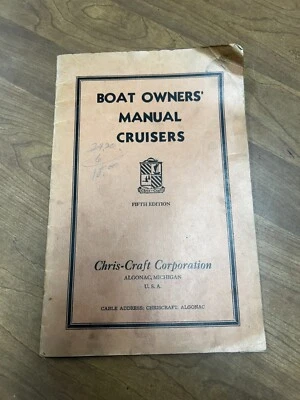 BOAT OWNERS'
MANUAL
CRUISERS
FIFTH EDITION
Chris-Craft Corporation
ALGONAC, MICHIGAN
U. S. A.
CABLE ADDRESS: CHRISCRAFT, ALGONAC